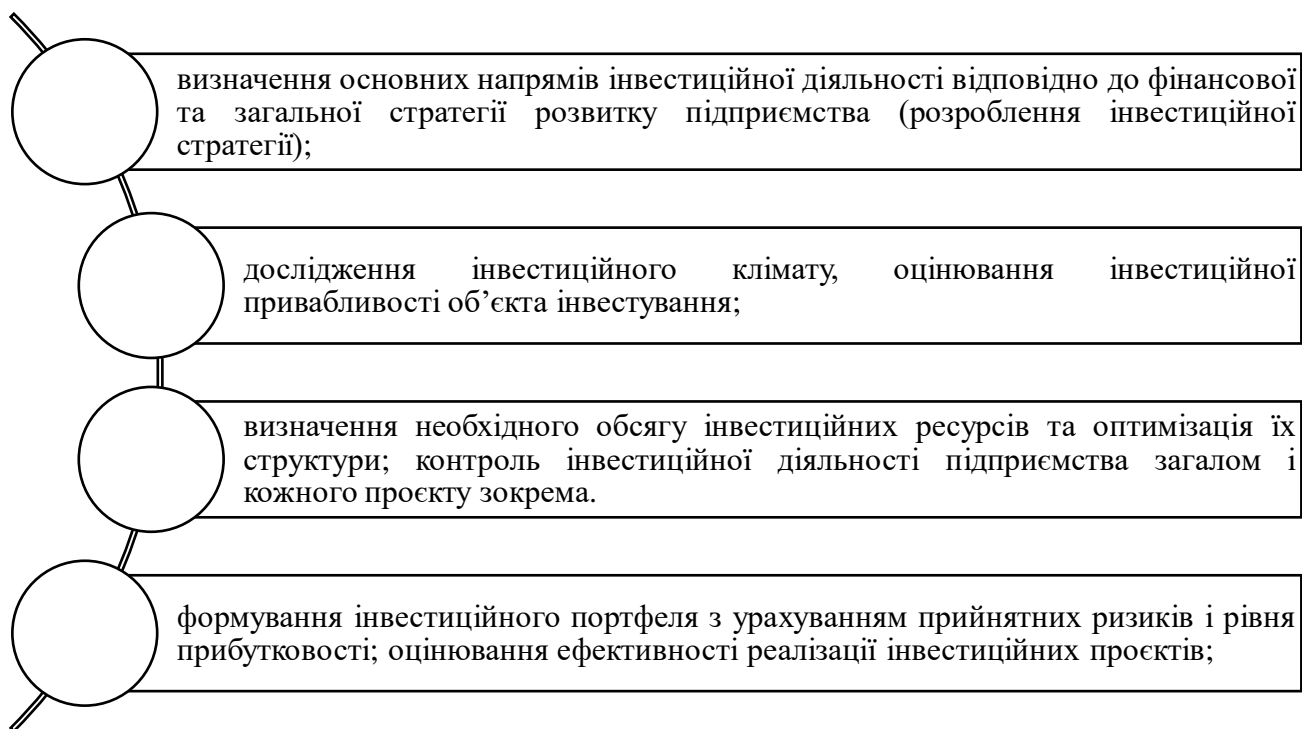 визначення основних напрямів інвестиційної діяльності відповідно до фінансової
та загальної стратегії розвитку підприємства (розроблення інвестиційної
стратегії);
дослідження інвестиційного клімату, оцінювання інвестиційної
привабливості об’єкта інвестування;
визначення необхідного обсягу інвестиційних ресурсів та оптимізація їх
структури; контроль інвестиційної діяльності підприємства загалом і
кожного проєкту зокрема.
формування інвестиційного портфеля з урахуванням прийнятних ризиків і рівня
прибутковості; оцінювання ефективності реалізації інвестиційних проєктів;